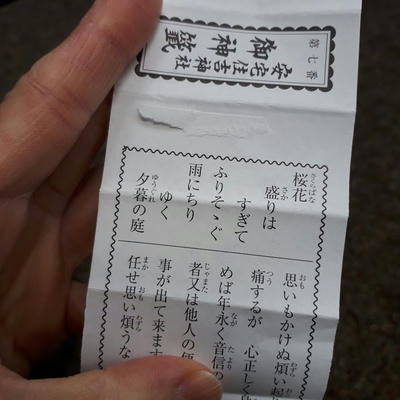 第七番
御神籤
安宅住吉神社
桜花
盛りは
すぎて
ふりそゝぐ
雨にちり
ゆく
夕暮の庭
思いもかけぬ煩い起
痛するが 心正しく
めば年永く音信の
者又は他人の
事が出て来ます
任せ思い煩うな